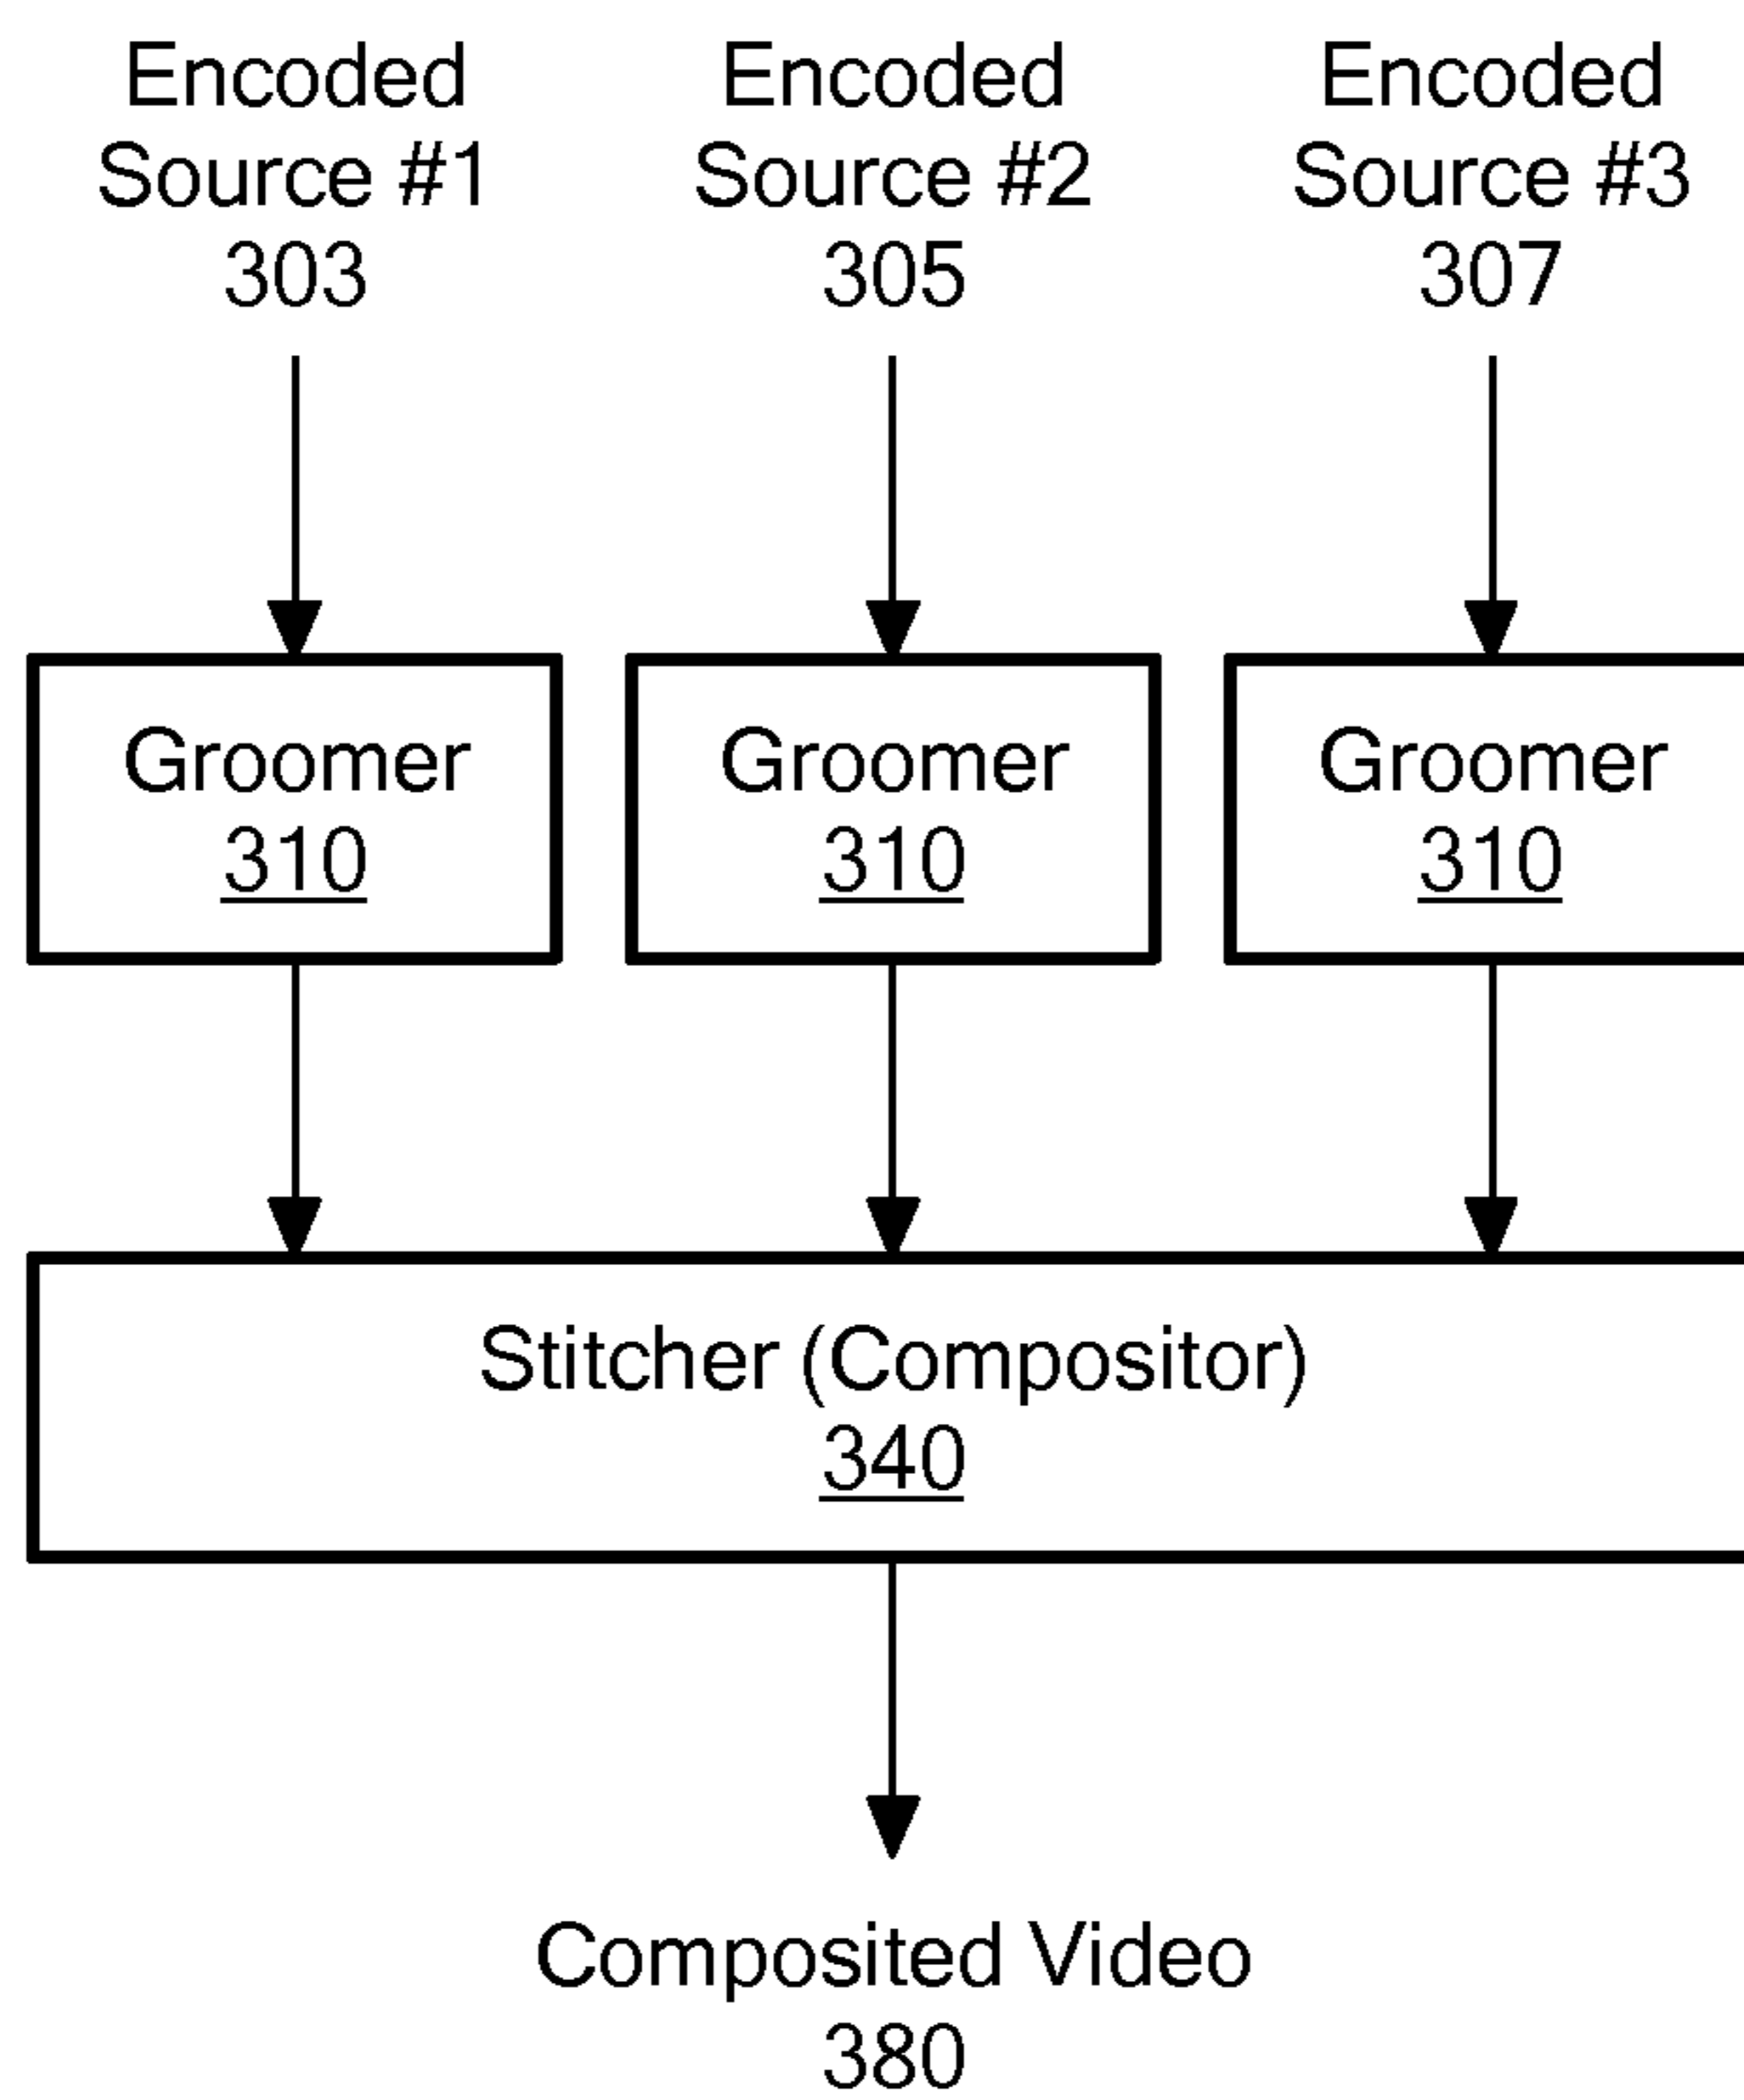 Encoded
Source #1
303
Encoded
Source #2
305
Encoded
Source #3
307
Groomer
310
Groomer
310
Groomer
310
Stitcher (Compositor)
340
Composited Video
380